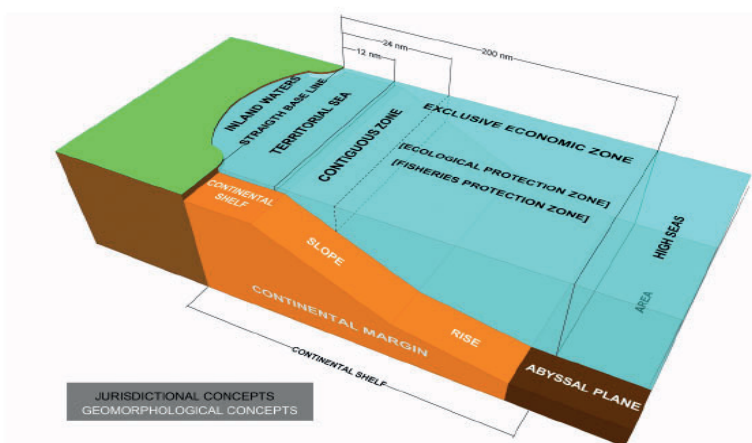 200 nm
24 nm
12 nm
INLAND WATERS
STRAIGTH BASE LINE
TERRITORIAL SEA
CONTIGUOUS ZONE
EXCLUSIVE ECONOMIC ZONE
[ECOLOGICAL PROTECTION ZONE]
[FISHERIES PROTECTION ZONE]
HIGH SEAS
AREA
CONTINENTAL
SHELF
SLOPE
RISE
CONTINENTAL MARGIN
ABYSSAL PLANE
CONTINENTAL SHELF
JURISDICTIONAL CONCEPTS
GEOMORPHOLOGICAL CONCEPTS